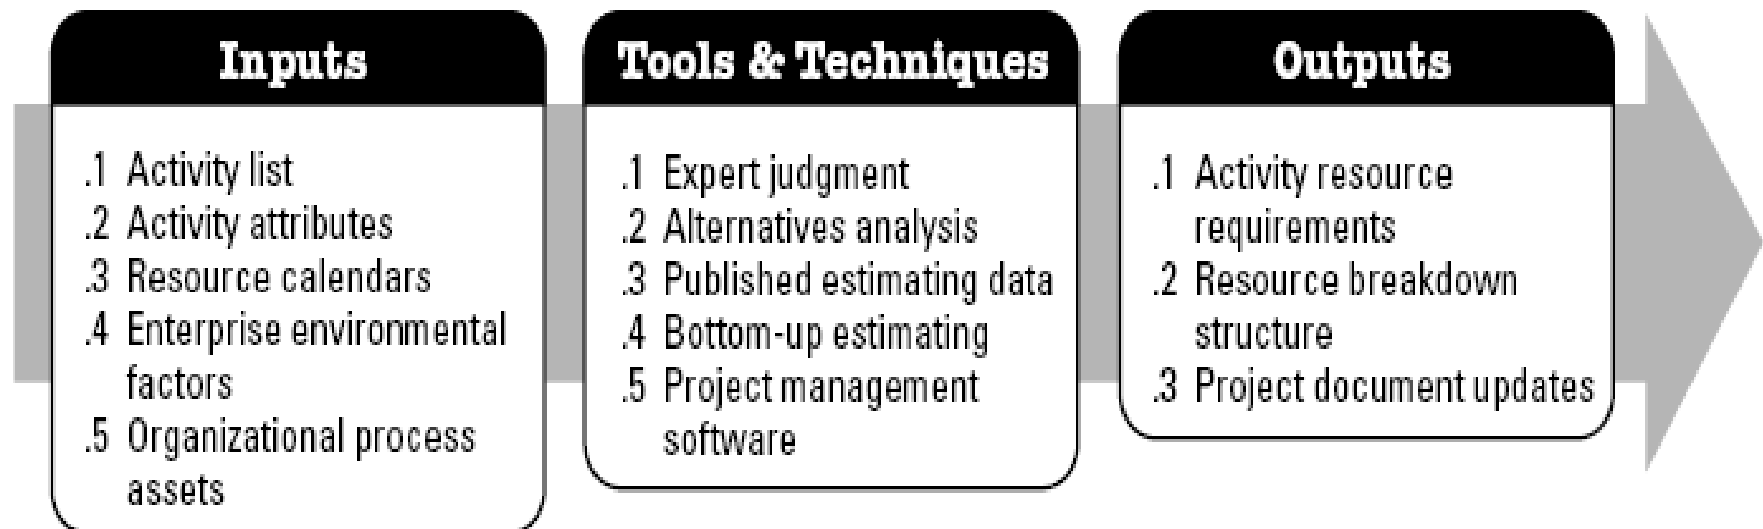 Inputs
.1 Activity list
.2 Activity attributes
.3 Resource calendars
.4 Enterprise environmental
factors
.5 Organizational process
assets
Tools & Techniques
.1 Expert judgment
.2 Alternatives analysis
.3 Published estimating data
.4 Bottom-up estimating
.5 Project management
software
Outputs
.1 Activity resource
requirements
.2 Resource breakdown
structure
.3 Project document updates